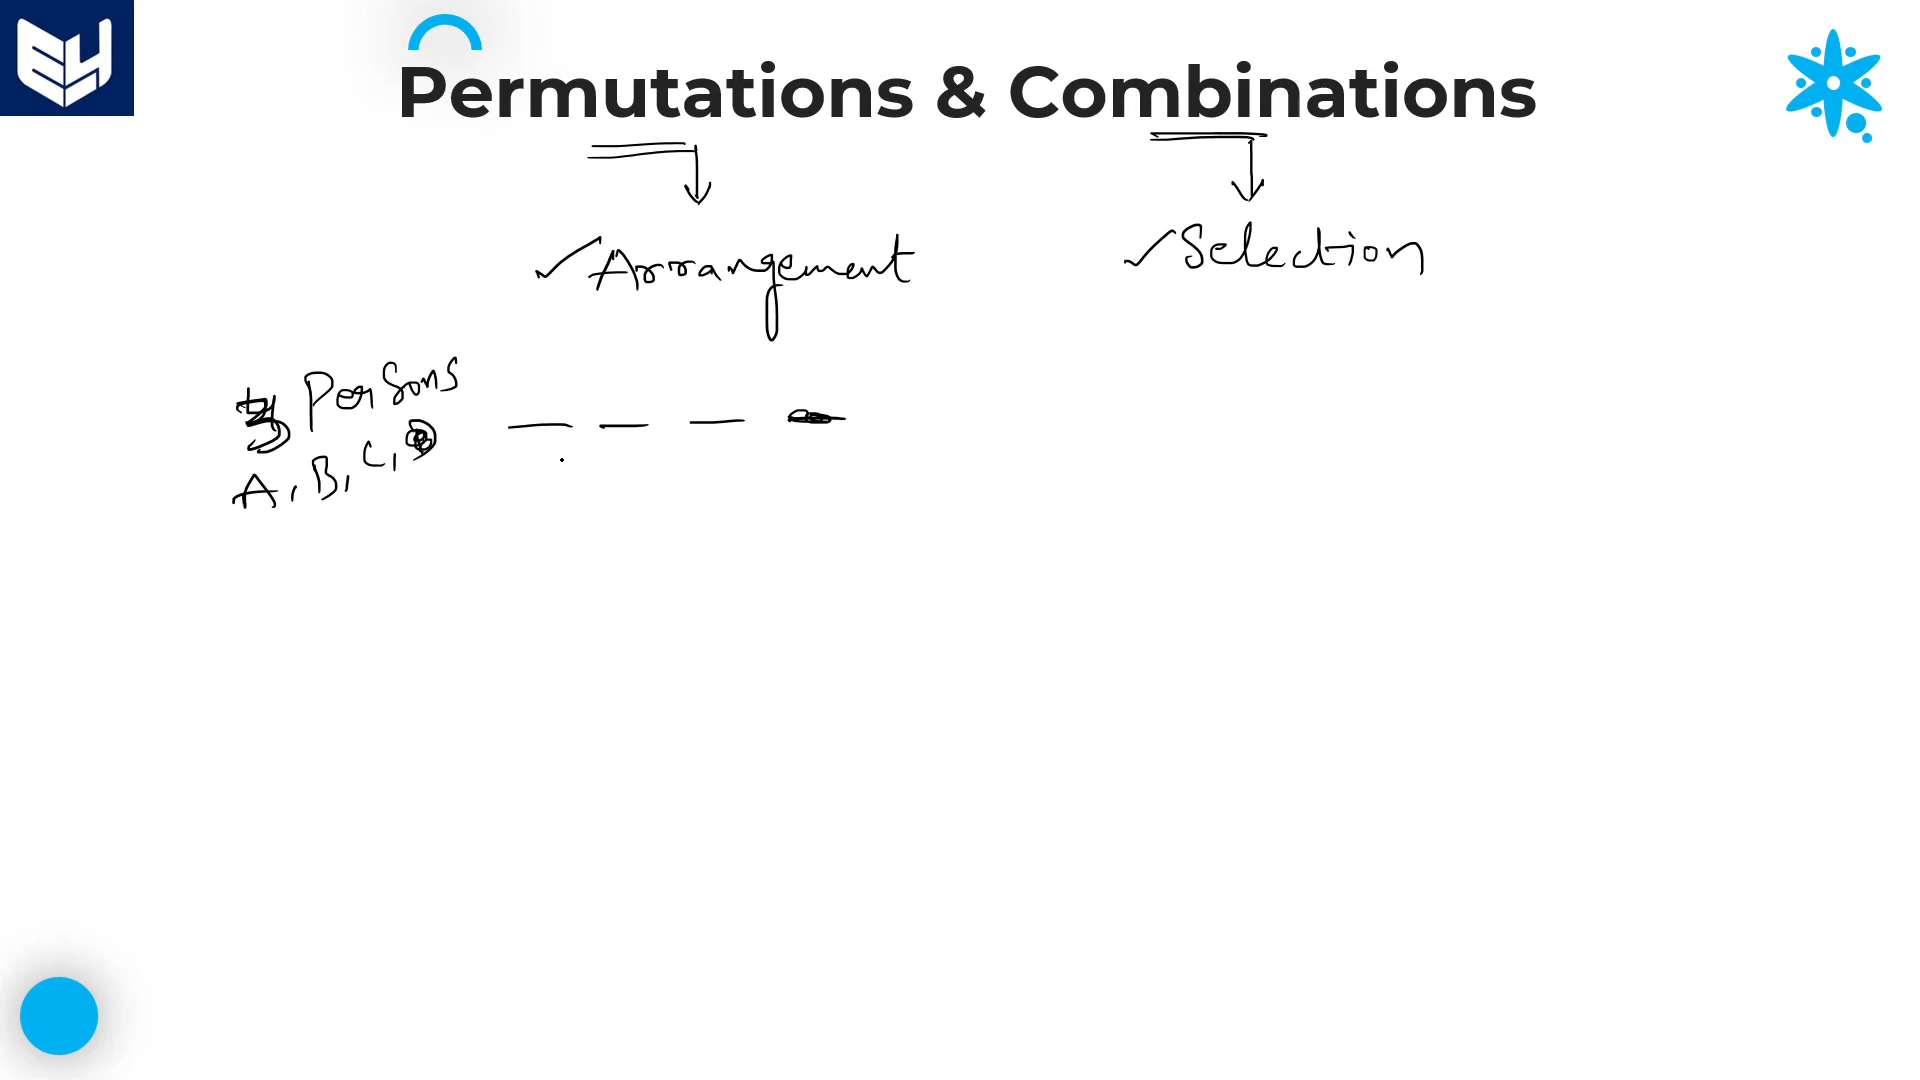 Permutations & Combinations
Arrangement
Selection
3 Persons
A, B, C,